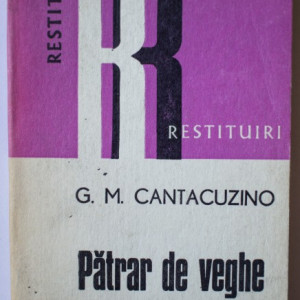 RESTIT
R
RESTITUIRI
G. M. CANTACUZINO
Pătrar de veghe